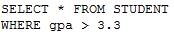 SELECT * FROM STUDENT
WHERE gpa > 3.3